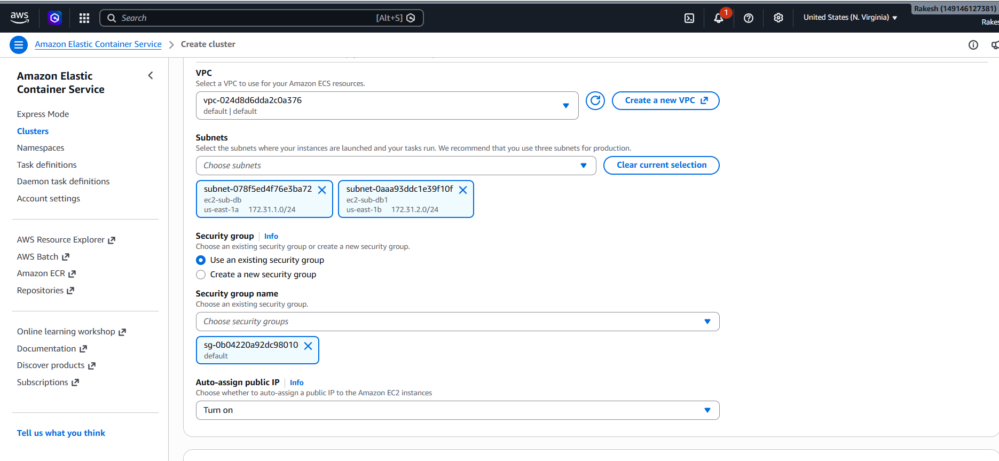 aws
Search
[Alt+S]
1
United States (N. Virginia)
Rakesh (149146127381)
Amazon Elastic Container Service
Create cluster
Amazon Elastic
Container Service
Express Mode
Clusters
Namespaces
Task definitions
Daemon task definitions
Account settings
AWS Resource Explorer
AWS Batch
Amazon ECR
Repositories
Online learning workshop
Documentation
Discover products
Subscriptions
Tell us what you think
VPC
Select a VPC to use for your Amazon ECS resources.
vpc-024d8d6dda2c0a376
default | default
Create a new VPC
Subnets
Select the subnets where your instances are launched and your tasks run. We recommend that you use three subnets for production.
Choose subnets
Clear current selection
subnet-078f5ed4f76e3ba72
ec2-sub-db
us-east-1a 172.31.1.0/24
subnet-0aaa93ddc1e39f10f
ec2-sub-db1
us-east-1b 172.31.2.0/24
Security group Info
Choose an existing security group or create a new security group.
Use an existing security group
Create a new security group
Security group name
Choose an existing security group.
Choose security groups
sg-0b04220a92dc98010
default
Auto-assign public IP Info
Choose whether to auto-assign a public IP to the Amazon EC2 instances
Turn on